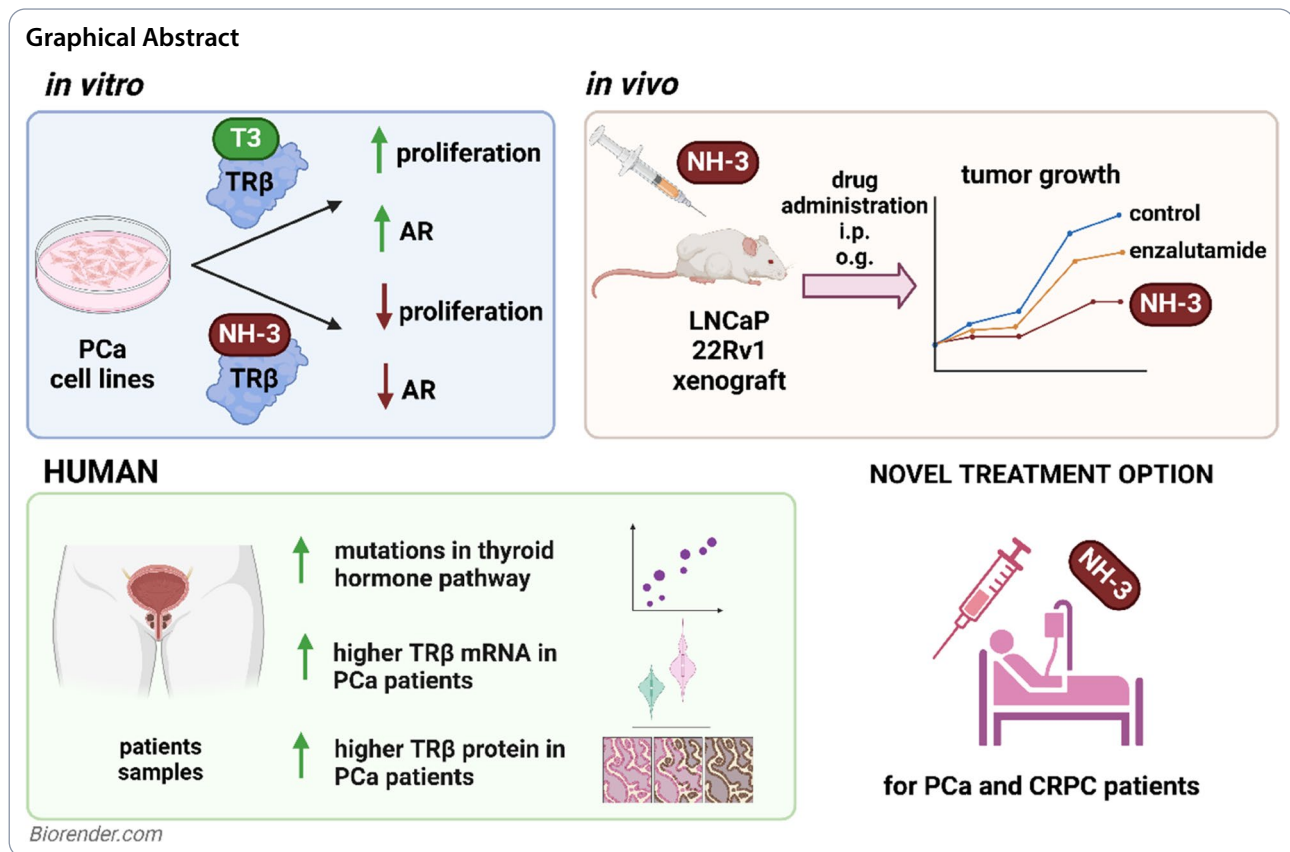 Graphical Abstract
in vitro
T3
TRβ
PCa
cell lines
NH-3
TRβ
proliferation
AR
proliferation
AR
in vivo
NH-3
LNCaP
22Rv1
xenograft
drug
administration
i.p.
o.g.
tumor growth
control
enzalutamide
NH-3
HUMAN
patients
samples
mutations in thyroid
hormone pathway
higher TRβ mRNA in
PCa patients
higher TRβ protein in
PCa patients
NOVEL TREATMENT OPTION
NH-3
for PCa and CRPC patients
Biorender.com